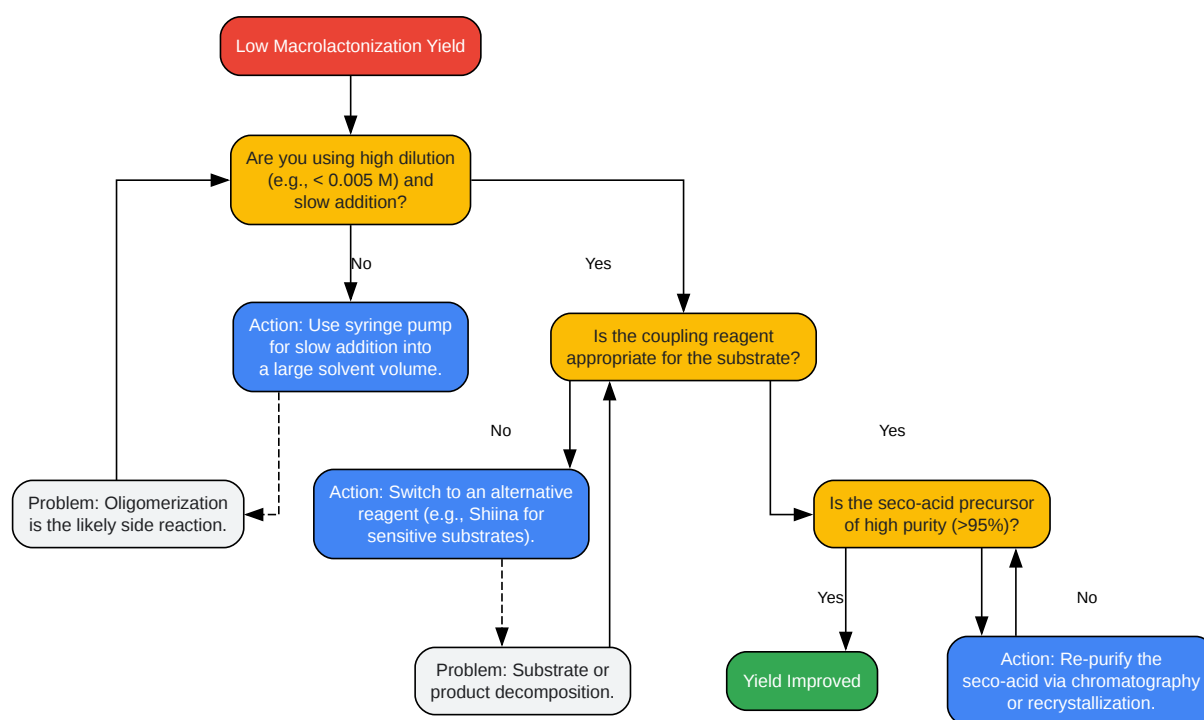 Low Macrolactonization Yield
Are you using high dilution
(e.g., < 0.005 M) and
slow addition?
No
Yes
Action: Use syringe pump
for slow addition into
a large solvent volume.
Is the coupling reagent
appropriate for the substrate?
No
Yes
Problem: Oligomerization
is the likely side reaction.
Action: Switch to an alternative
reagent (e.g., Shiina for
sensitive substrates).
Is the seco-acid precursor
of high purity (>95%)?
Yes
No
Problem: Substrate or
product decomposition.
Yield Improved
Action: Re-purify the
seco-acid via chromatography
or recrystallization.